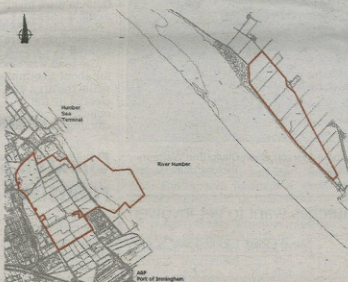 Humber
Sea
Terminal
River Humber
ABP
Port of Immingham